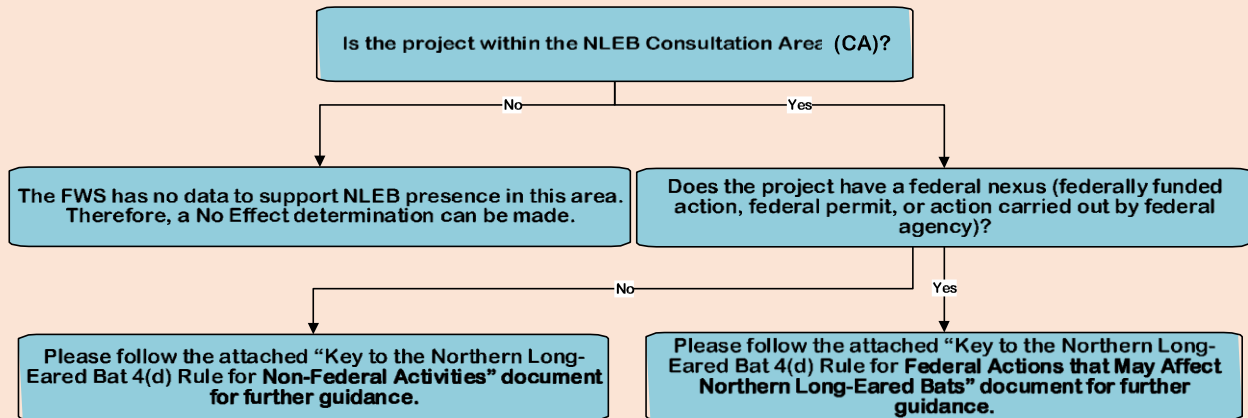 Is the project within the NLEB Consultation Area (CA)?
No
Yes
The FWS has no data to support NLEB presence in this area.
Therefore, a No Effect determination can be made.
Does the project have a federal nexus (federally funded
action, federal permit, or action carried out by federal
agency)?
No
Yes
Please follow the attached “Key to the Northern Long-
Eared Bat 4(d) Rule for Non-Federal Activities” document
for further guidance.
Please follow the attached “Key to the Northern Long-
Eared Bat 4(d) Rule for Federal Actions that May Affect
Northern Long-Eared Bats” document for further
guidance.